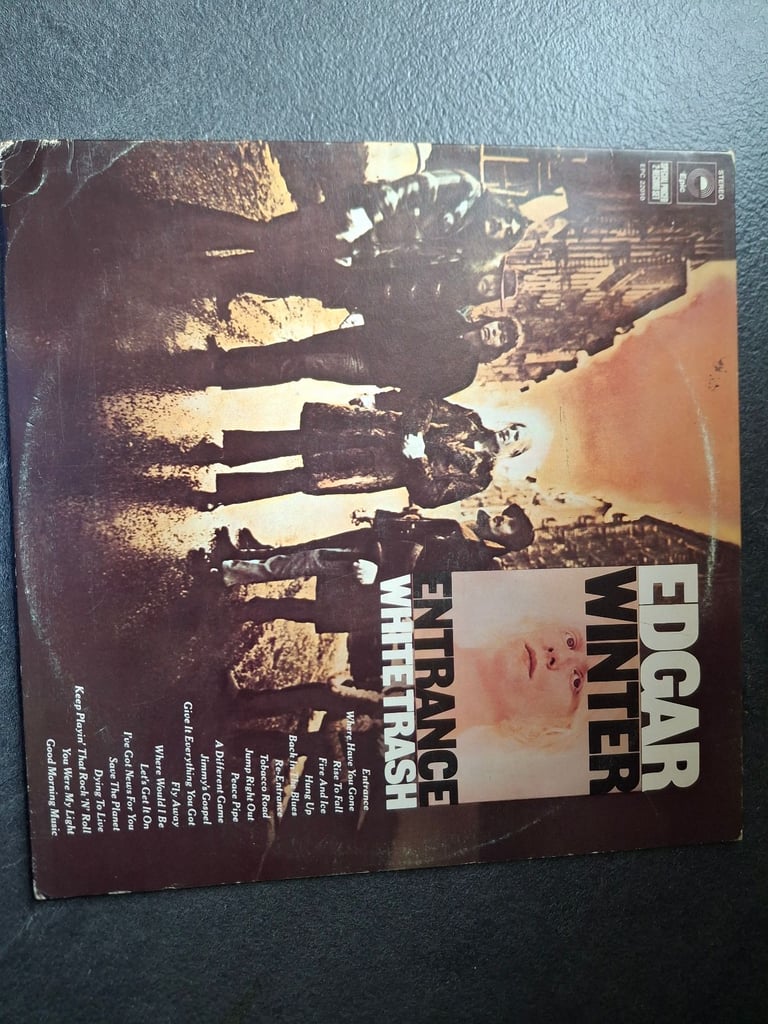 STEREO
Epic
EPC 22010
EDGAR
WINTER
ENTRANCE
WHITE TRASH
Entrance
Where Have You Gone
Rise To Fall
Fire And Ice
Hung Up
Back In The Blues
Re-Entrance
Tobacco Road
Jump Right Out
Peace Pipe
A Different Game
Jimmy's Gospel
Give It Everything You Got
Fly Away
Where Would I Be
Let's Get It On
I've Got News For You
Save The Planet
Dying To Live
Keep Playin' That Rock 'N' Roll
You Were My Light
Good Morning Music